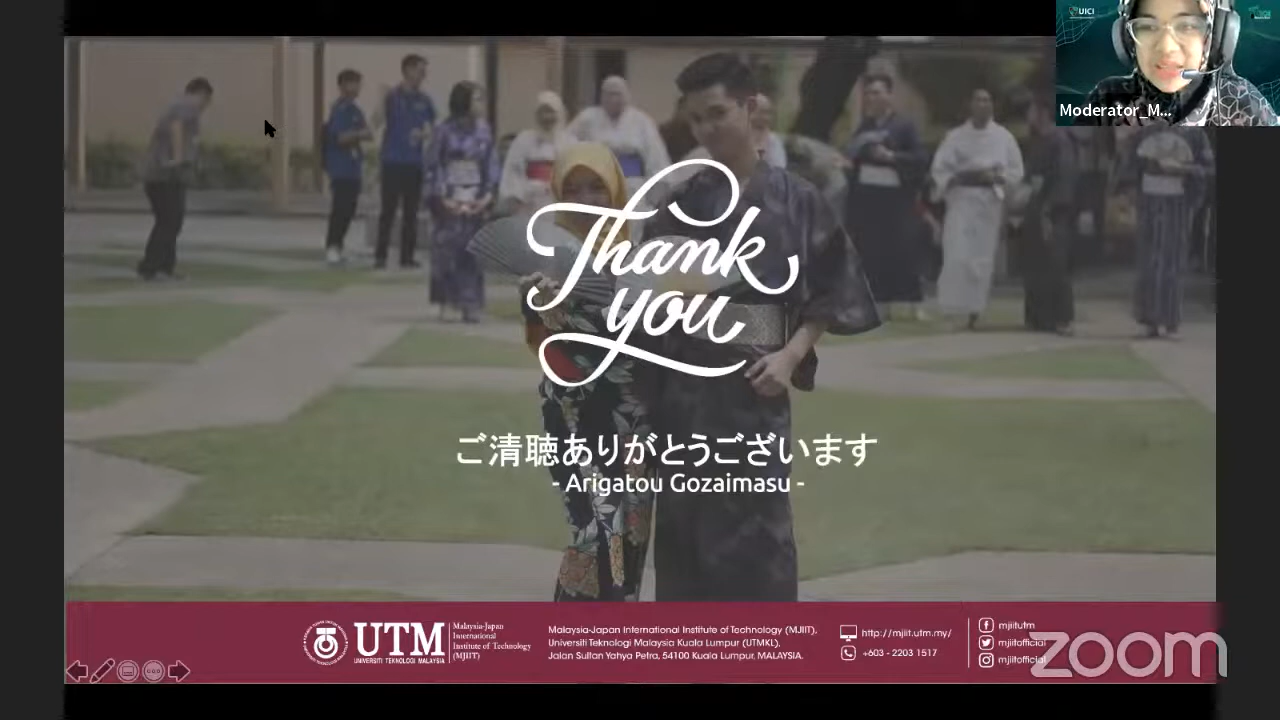 UICI
Moderator_M...
Thank
you
ご清聴ありがとうございます
- Arigatou Gozaimasu -
UTM
UNIVERSITI TEKNOLOGI MALAYSIA
Malaysia-Japan
International
Institute of Technology
(MJIIT)
Malaysia-Japan International Institute of Technology (MJIIT),
Universiti Teknologi Malaysia Kuala Lumpur (UTMKL),
Jalan Sultan Yahya Petra, 54100 Kuala Lumpur, MALAYSIA.
http://mjiit.utm.my/
+603 - 2203 1517
mjiitutm
mjiitofficial
mjiitofficial
zoom